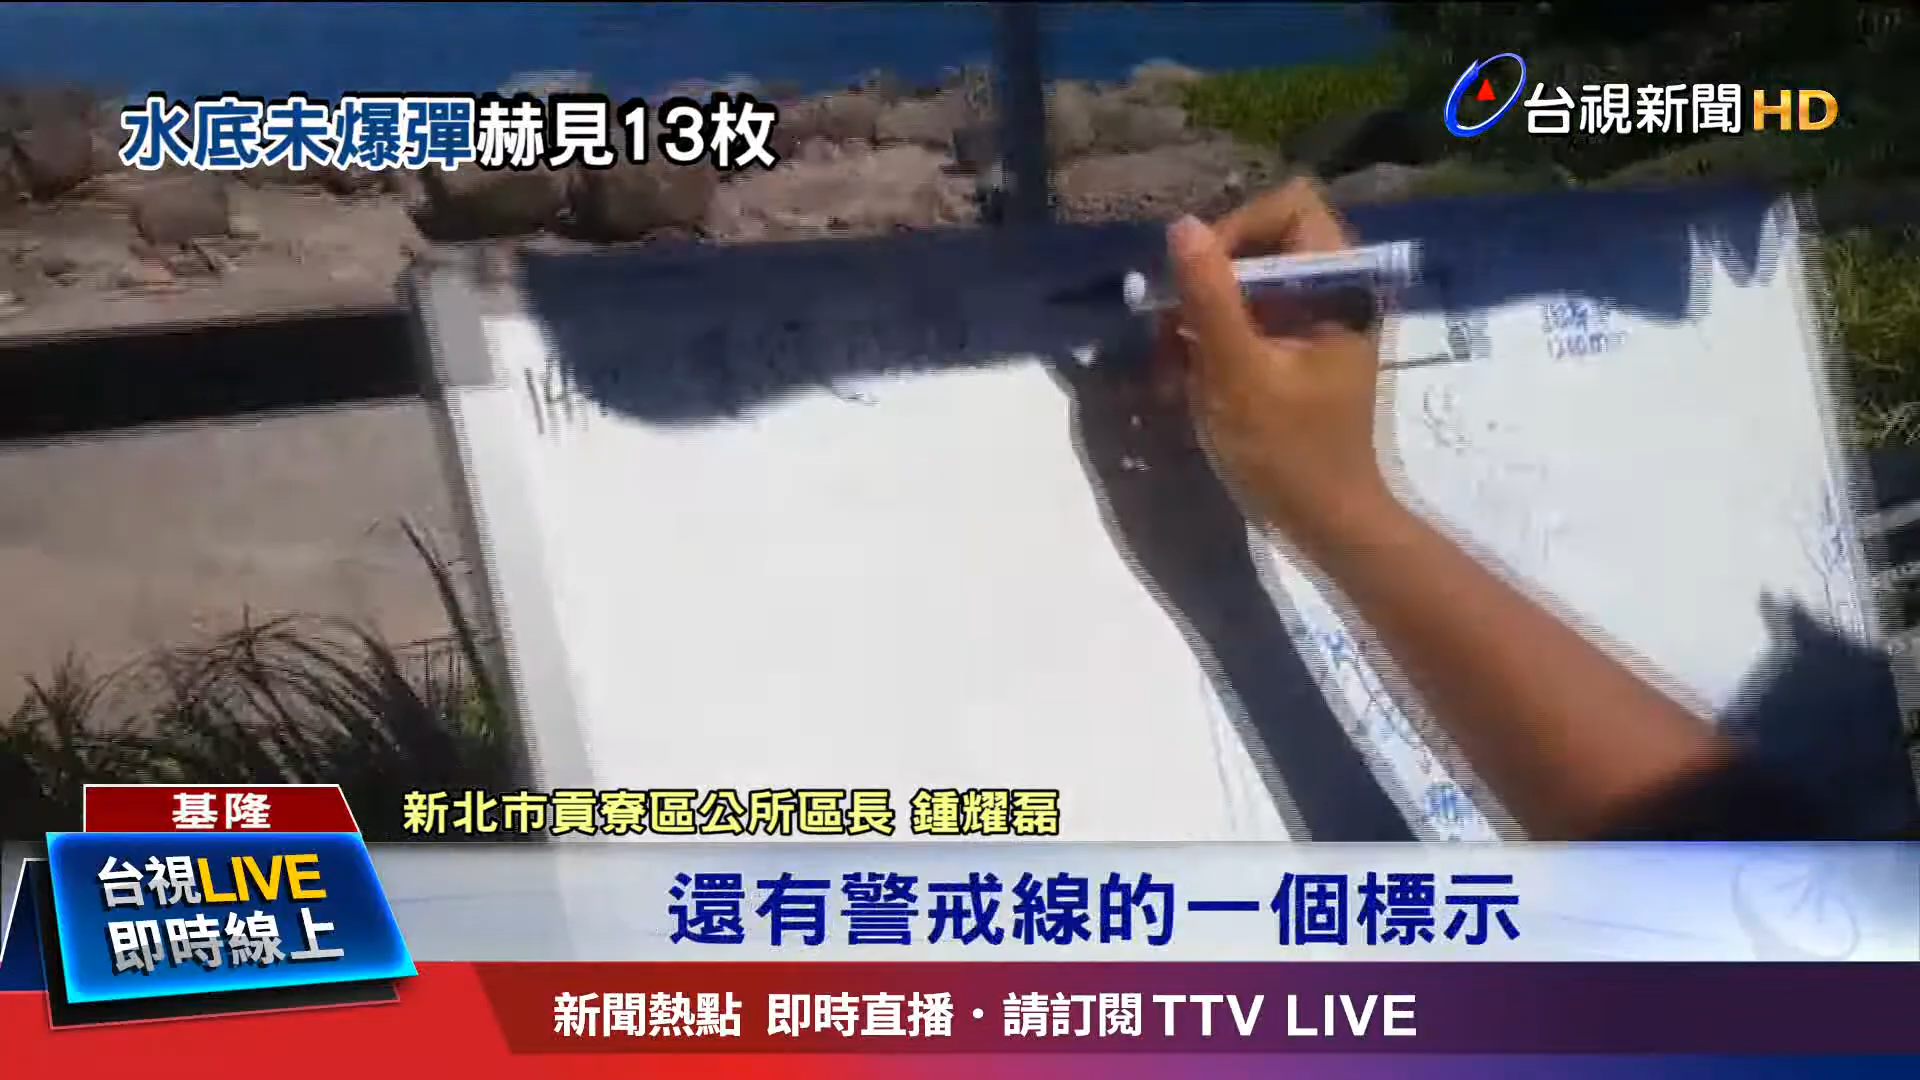 水底未爆彈赫見13枚
台視新聞HD
14
基隆
新北市貢寮區公所區長 鍾耀磊
台視LIVE
即時線上
還有警戒線的一個標示
新聞熱點 即時直播・請訂閱TTV LIVE